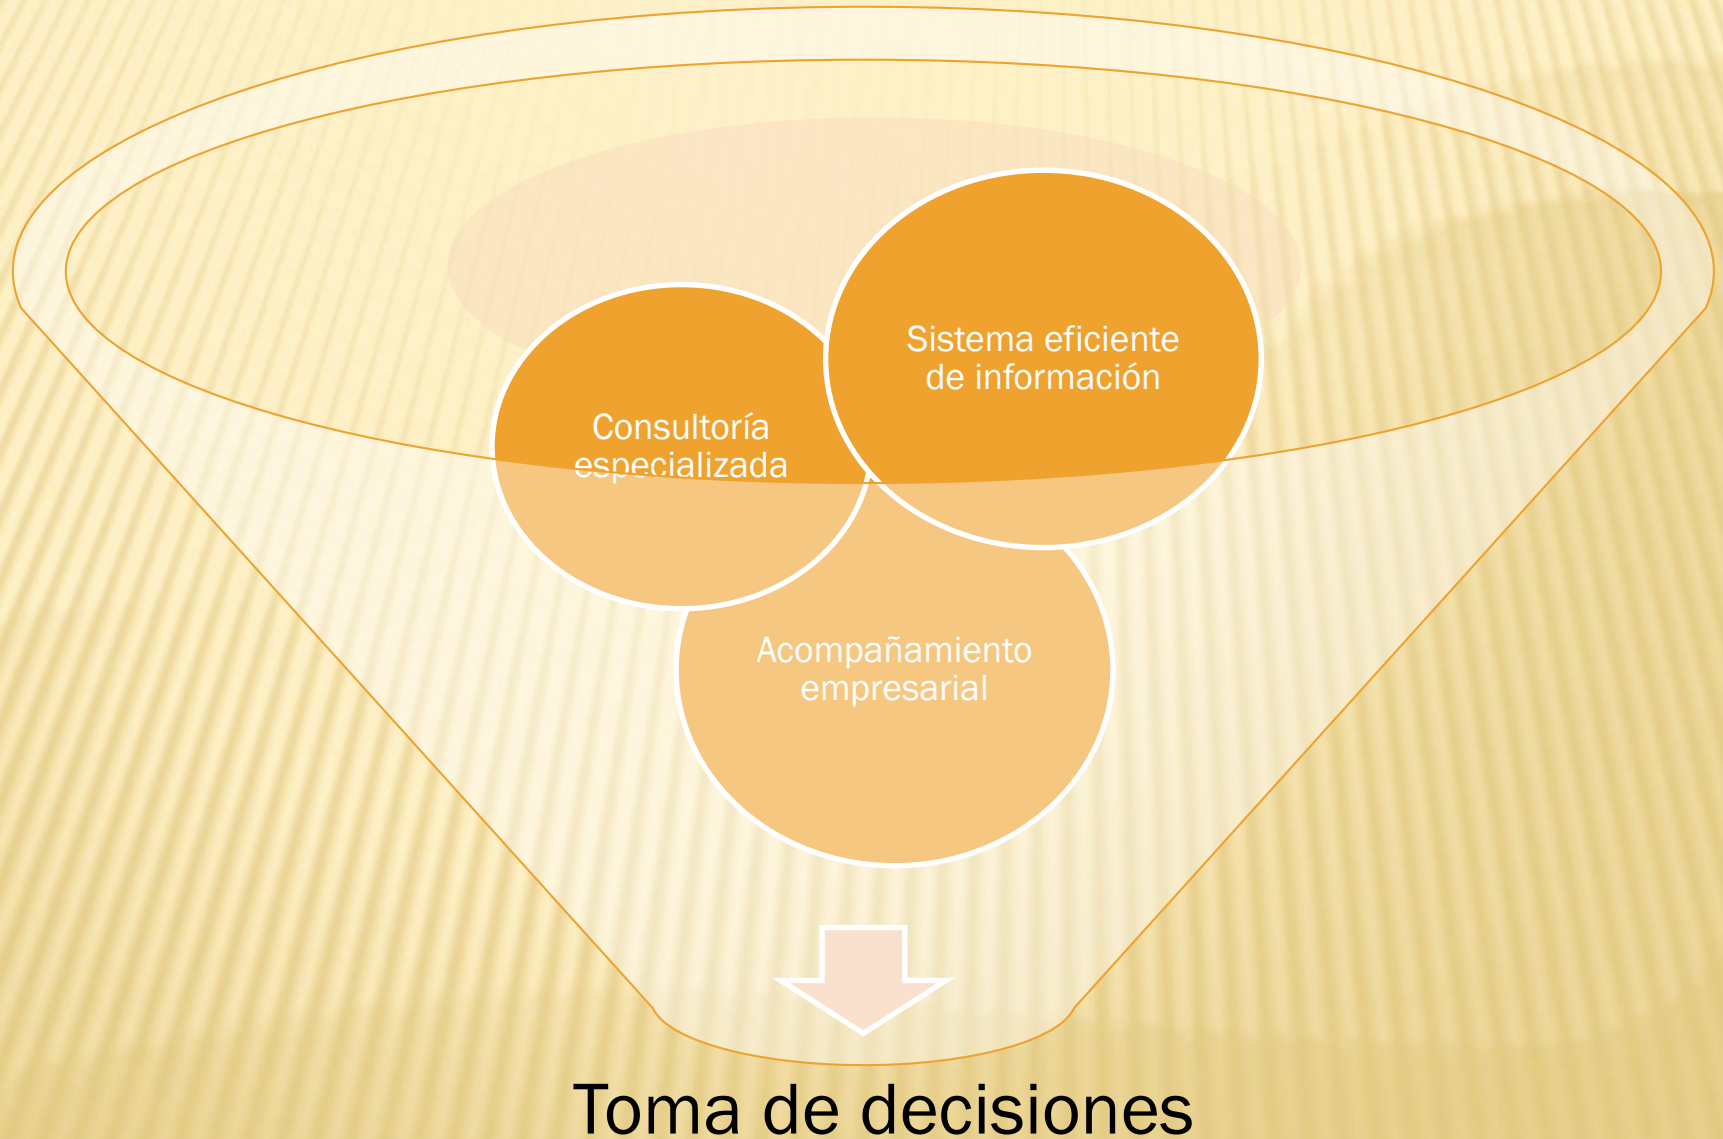 Sistema eficiente
de información
Consultoría
especializada
Acompañamiento
empresarial
Toma de decisiones